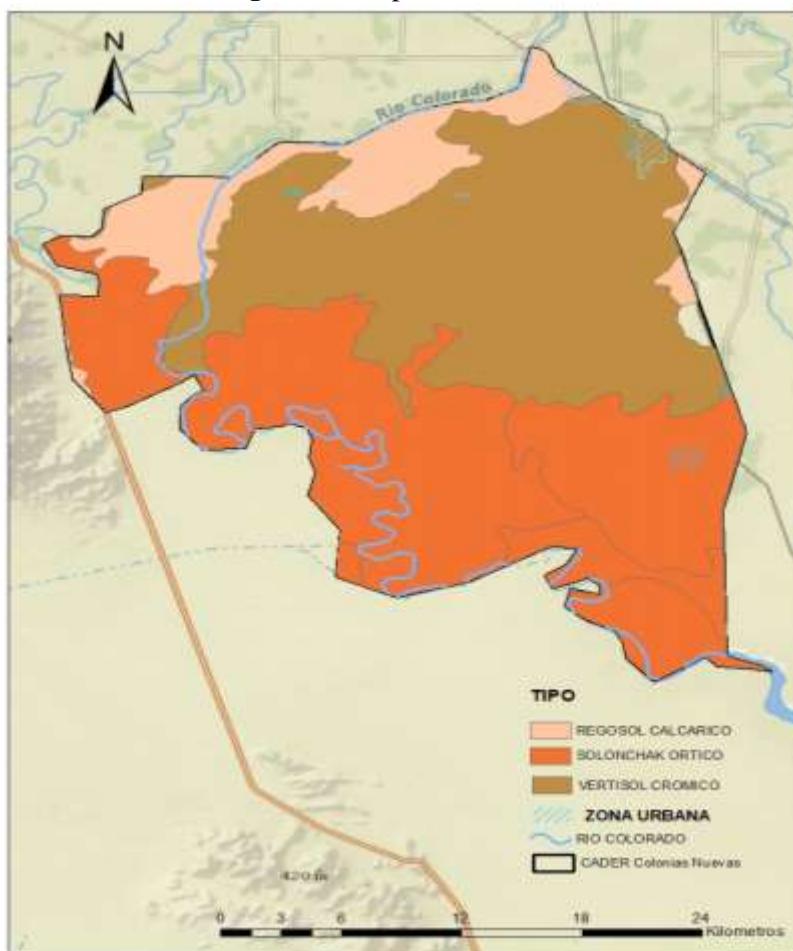 N
Rio Colorado
TIPO
REGOSOL CALCARICO
SOLONCHAK ORTICO
VERTISOL CROMICO
ZONA URBANA
RIO COLORADO
CADER Colonias Nuevas
420 m
0 3 6 12 18 24
Kilometros